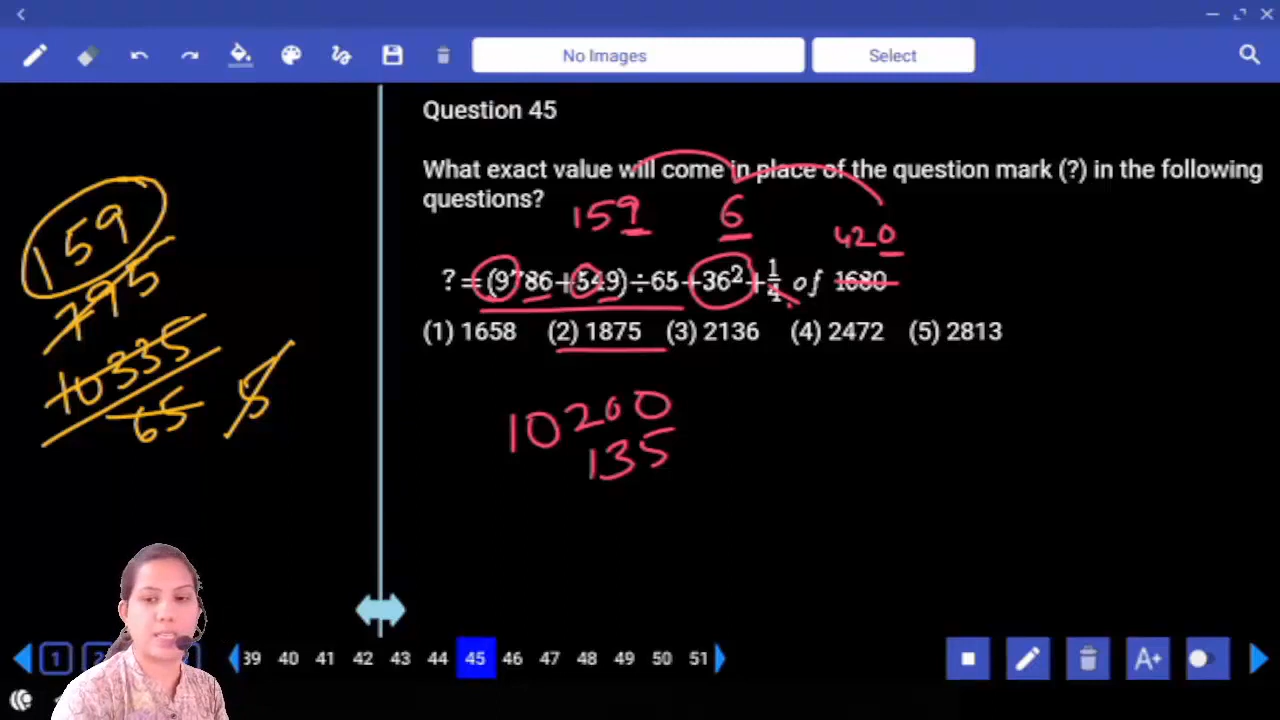 No Images
Select
Question 45
What exact value will come in place of the question mark (?) in the following
questions?
159 6 420
? = (9786+549) ÷ 65 + 36² + 1/4 of 1680
(1) 1658 (2) 1875 (3) 2136 (4) 2472 (5) 2813
10200
135
159
795
10335
65
1
39 40 41 42 43 44 45 46 47 48 49 50 51
A+